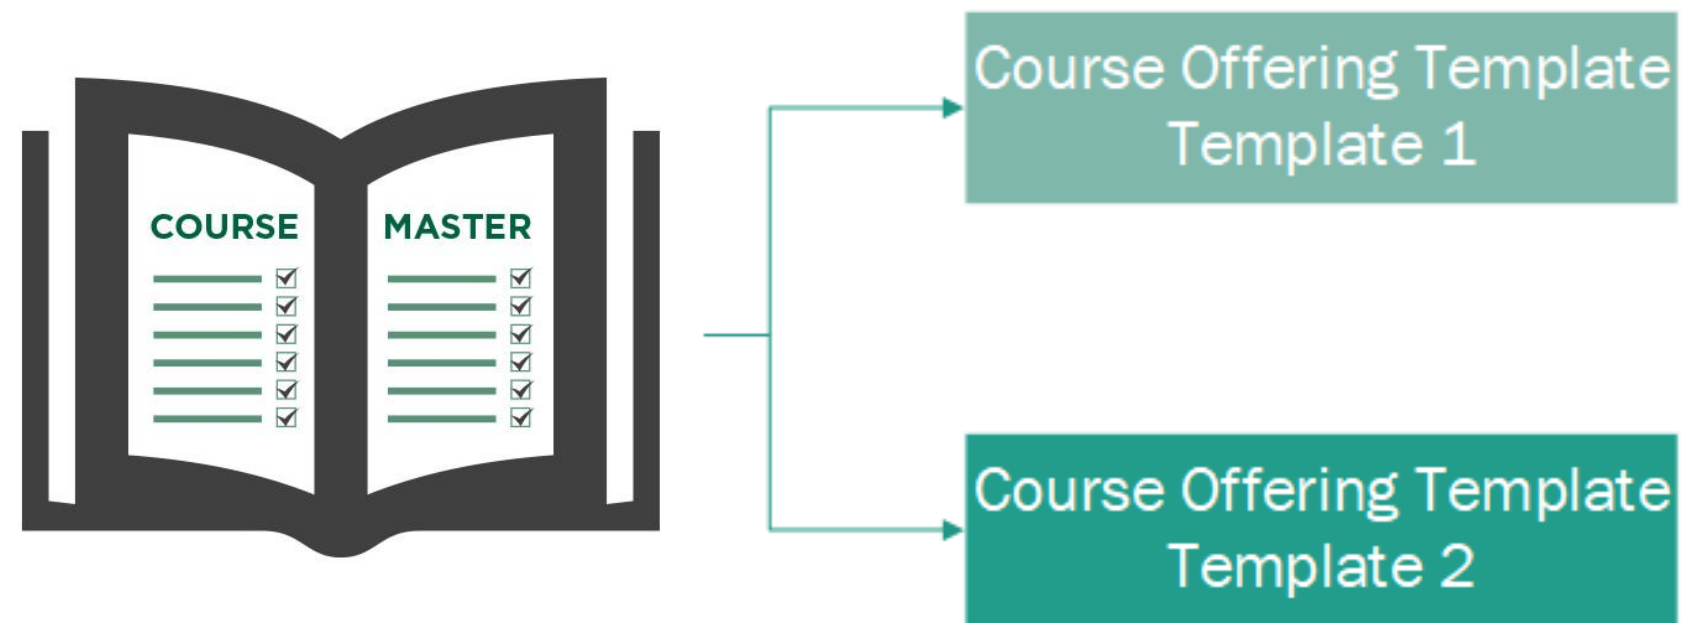 COURSE MASTER
Course Offering Template
Template 1
Course Offering Template
Template 2